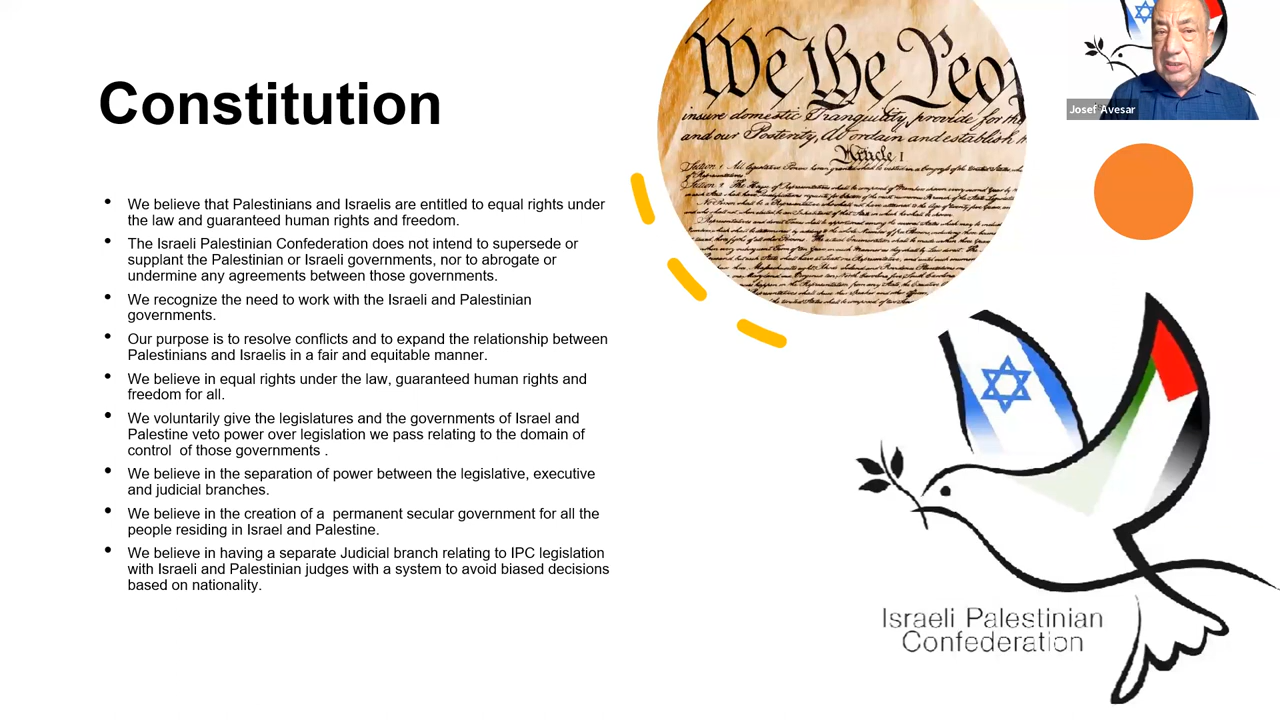 Constitution
We believe that Palestinians and Israelis are entitled to equal rights under
the law and guaranteed human rights and freedom.
The Israeli Palestinian Confederation does not intend to supersede or
supplant the Palestinian or Israeli governments, nor to abrogate or
undermine any agreements between those governments.
We recognize the need to work with the Israeli and Palestinian
governments.
Our purpose is to resolve conflicts and to expand the relationship between
Palestinians and Israelis in a fair and equitable manner.
We believe in equal rights under the law, guaranteed human rights and
freedom for all.
We voluntarily give the legislatures and the governments of Israel and
Palestine veto power over legislation we pass relating to the domain of
control of those governments .
We believe in the separation of power between the legislative, executive
and judicial branches.
We believe in the creation of a permanent secular government for all the
people residing in Israel and Palestine.
We believe in having a separate Judicial branch relating to IPC legislation
with Israeli and Palestinian judges with a system to avoid biased decisions
based on nationality.
We the Peop
insure domestic Tranquility, provide for the
and our Posterity, do ordain and establish
Article I
Josef Avesar
Israeli Palestinian
Confederation